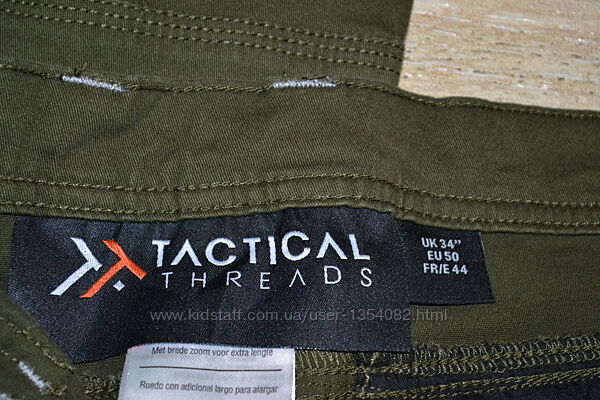 TACTICAL
THREADS
UK 34"
EU 50
FR/E 44
www.kidstaff.com.ua/user-1354082.html
Met brede zoom voor extra lengte
Ruedo con adicional largo para alargar